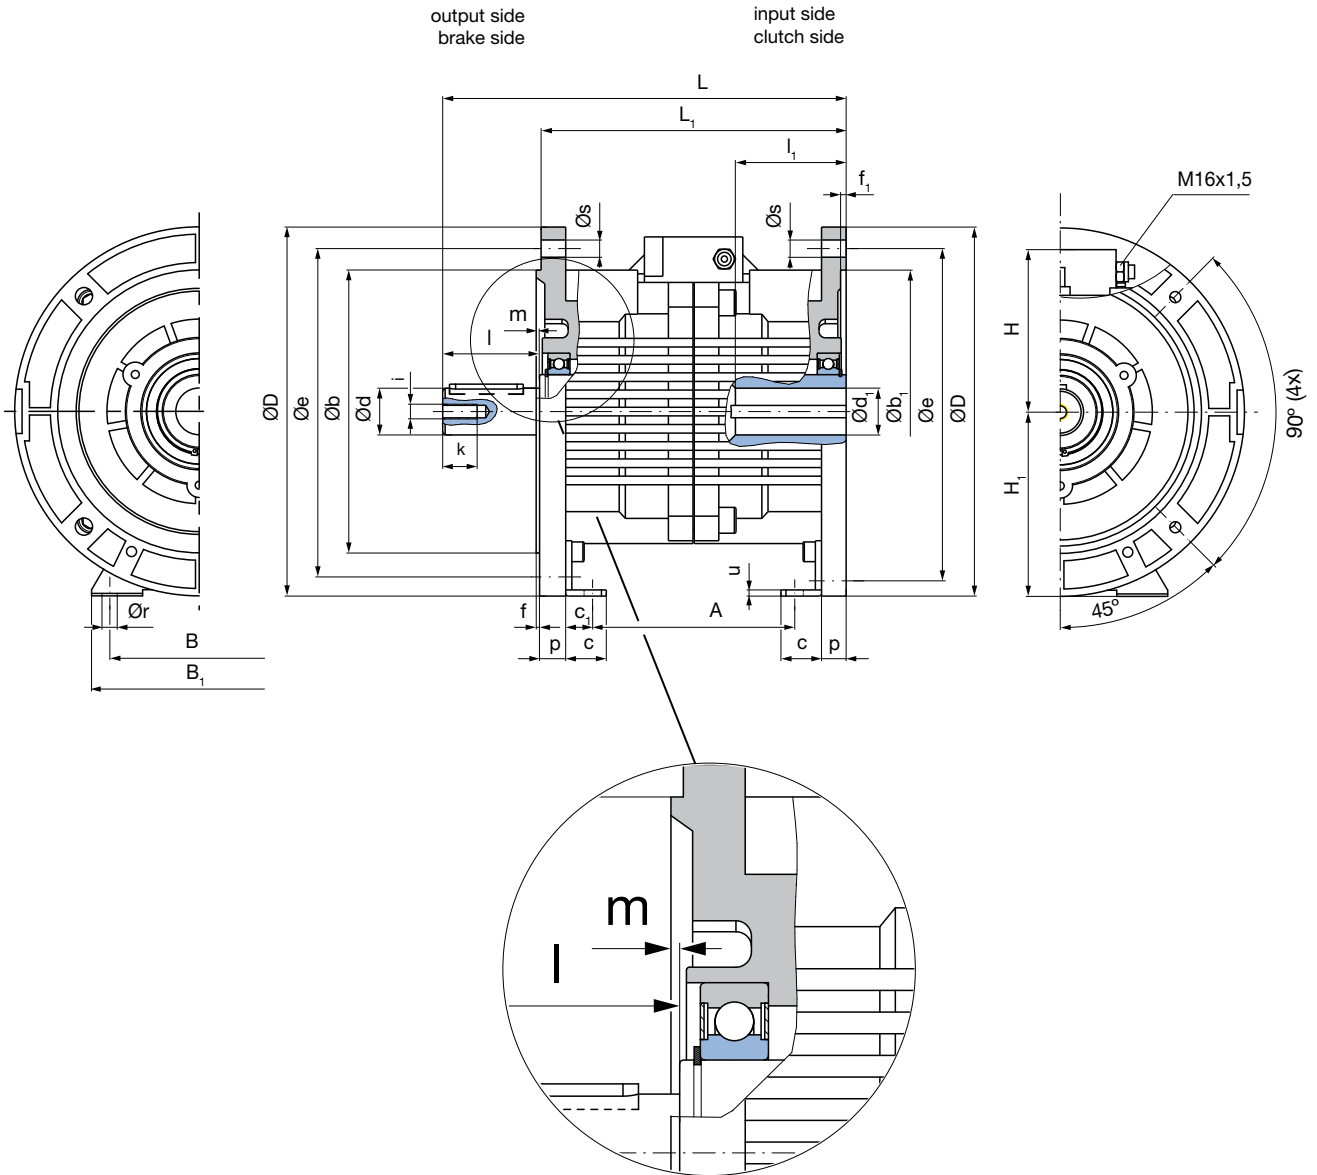 output side
brake side
input side
clutch side
L
L₁
l₁
f₁
M16x1,5
Øs
Øs
m
l
i
k
ØD
Øe
Øb
Ød
Ød₁
Øb₁
Øe
ØD
H
H₁
90° (4x)
45°
u
A
f
c₁
p
c
c
p
Ør
B
B₁
m
l